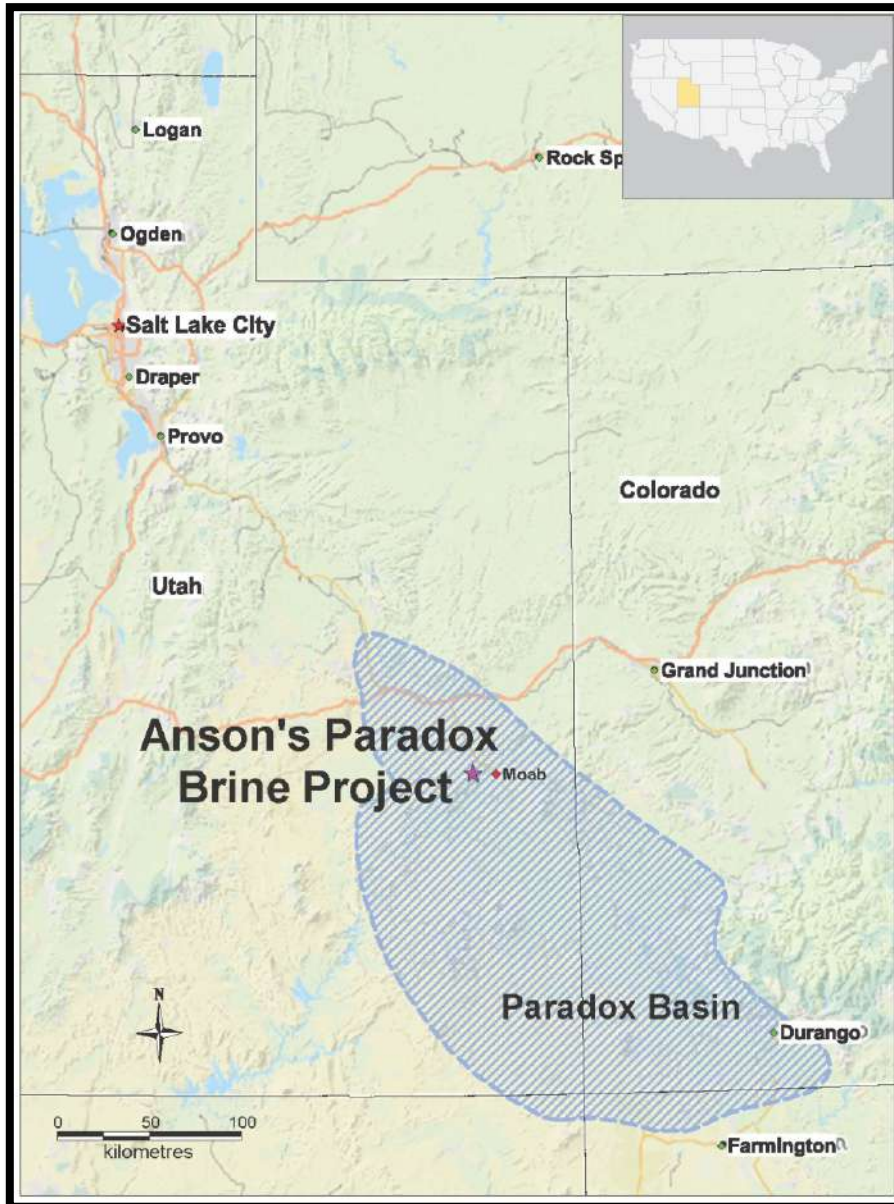 Logan
Rock Sp
Ogden
Salt Lake City
Draper
Provo
Colorado
Utah
Grand Junction
Anson's Paradox
Brine Project
Moab
Paradox Basin
N
Durango
0 50 100
kilometres
Farmington